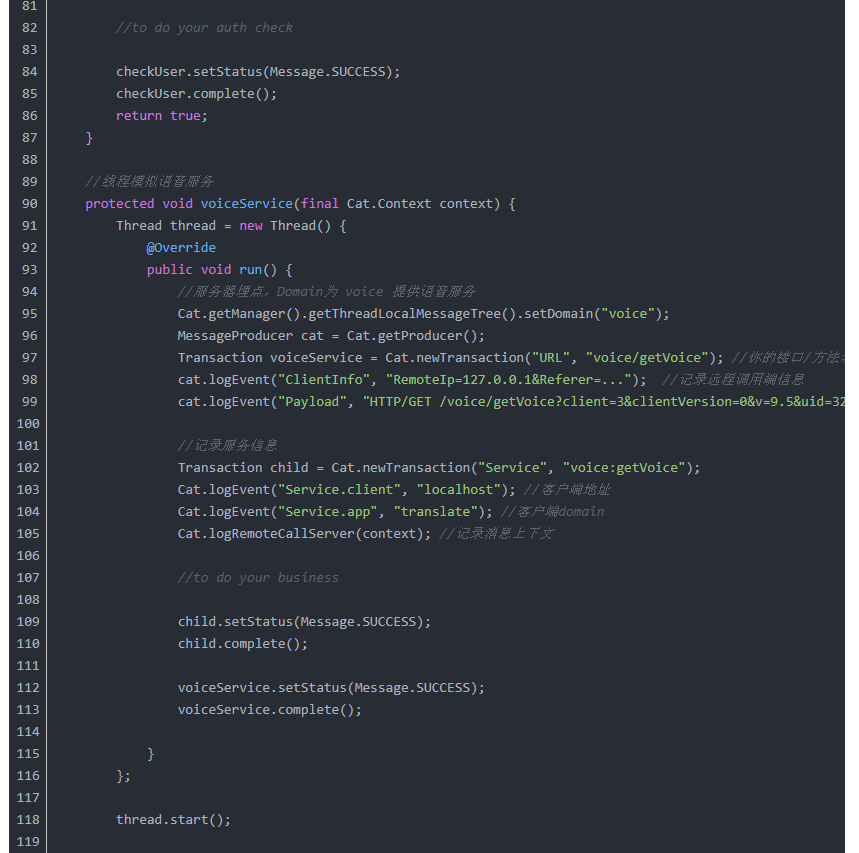 81
82 //to do your auth check
83
84 checkUser.setStatus(Message.SUCCESS);
85 checkUser.complete();
86 return true;
87 }
88
89 //线程模拟语音服务
90 protected void voiceService(final Cat.Context context) {
91 Thread thread = new Thread() {
92 @Override
93 public void run() {
94 //服务器埋点，Domain为 voice 提供语音服务
95 Cat.getManager().getThreadLocalMessageTree().setDomain("voice");
96 MessageProducer cat = Cat.getProducer();
97 Transaction voiceService = Cat.newTransaction("URL", "voice/getVoice"); //你的接口/方法
98 cat.logEvent("ClientInfo", "RemoteIp=127.0.0.1&Referer=..."); //记录远程调用端信息
99 cat.logEvent("Payload", "HTTP/GET /voice/getVoice?client=3&clientVersion=0&v=9.5&uid=32
100
101 //记录服务信息
102 Transaction child = Cat.newTransaction("Service", "voice:getVoice");
103 Cat.logEvent("Service.client", "localhost"); //客户端地址
104 Cat.logEvent("Service.app", "translate"); //客户端domain
105 Cat.logRemoteCallServer(context); //记录消息上下文
106
107 //to do your business
108
109 child.setStatus(Message.SUCCESS);
110 child.complete();
111
112 voiceService.setStatus(Message.SUCCESS);
113 voiceService.complete();
114
115 }
116 };
117
118 thread.start();
119